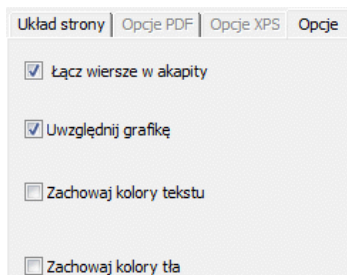 Układ strony Opcje PDF Opcje XPS Opcje
Łącz wiersze w akapity
Uwzględnij grafikę
Zachowaj kolory tekstu
Zachowaj kolory tła